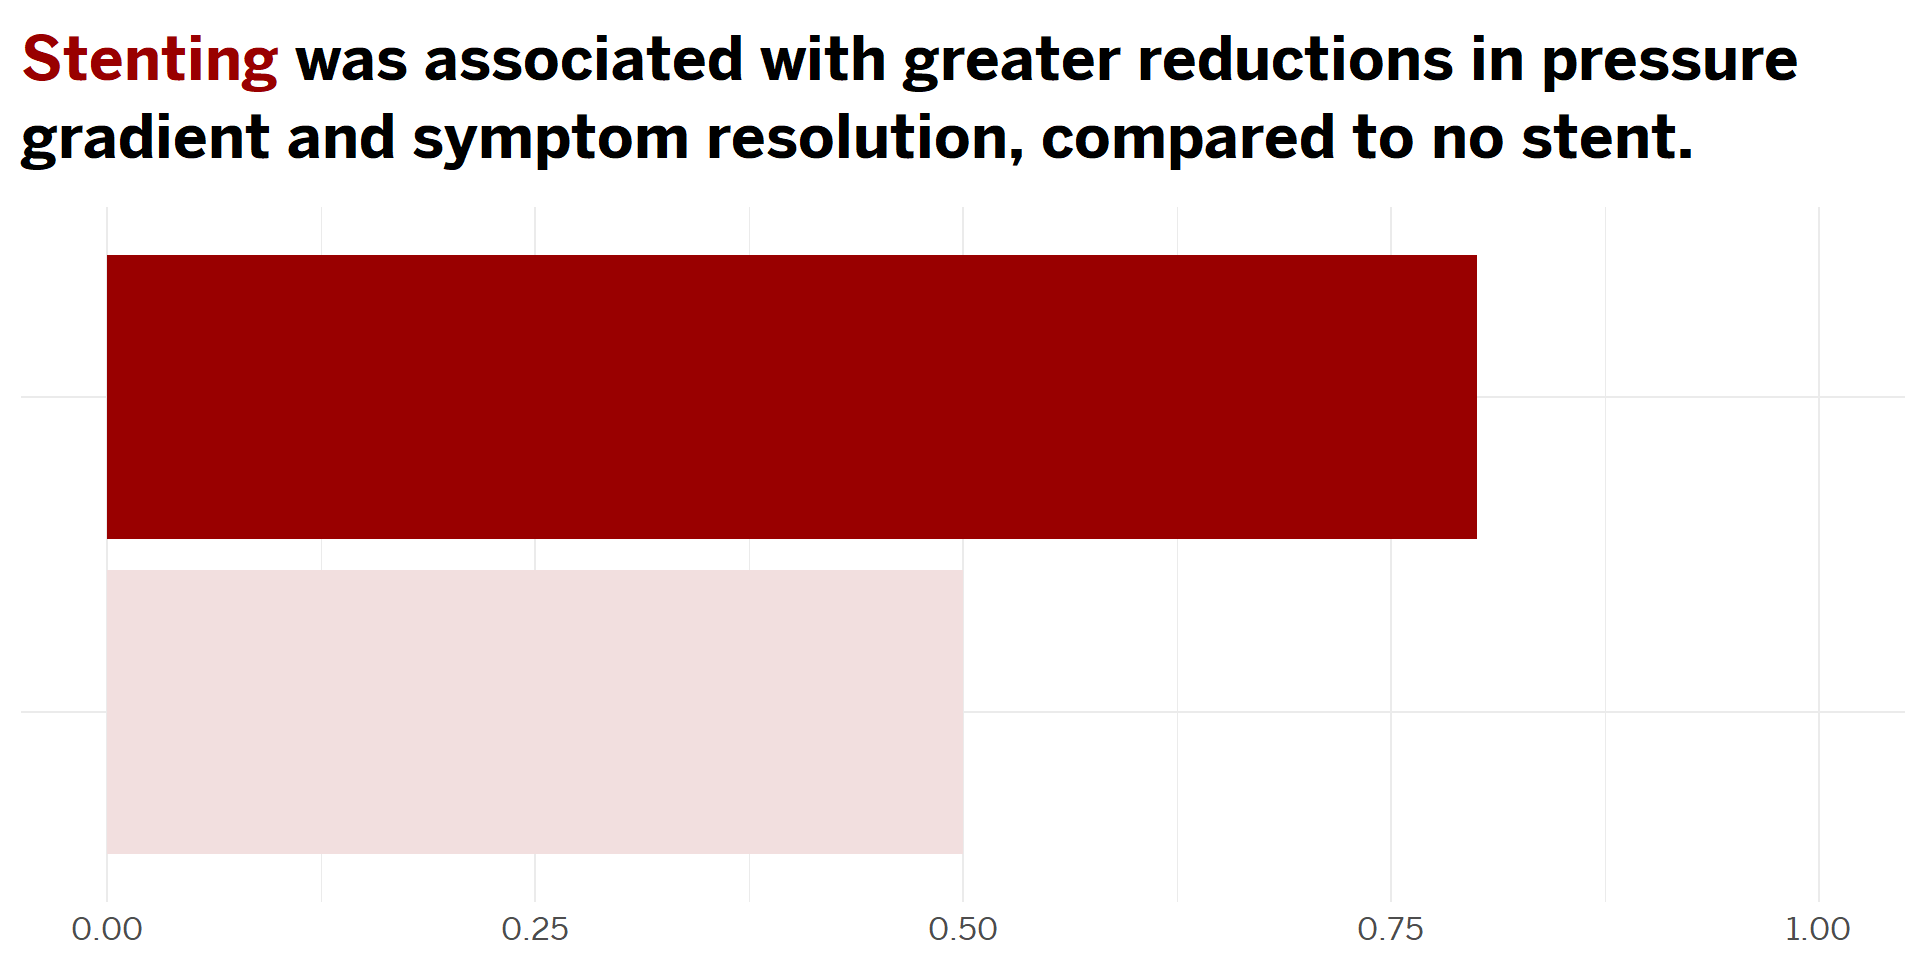 Stenting was associated with greater reductions in pressure
gradient and symptom resolution, compared to no stent.
0.00 0.25 0.50 0.75 1.00